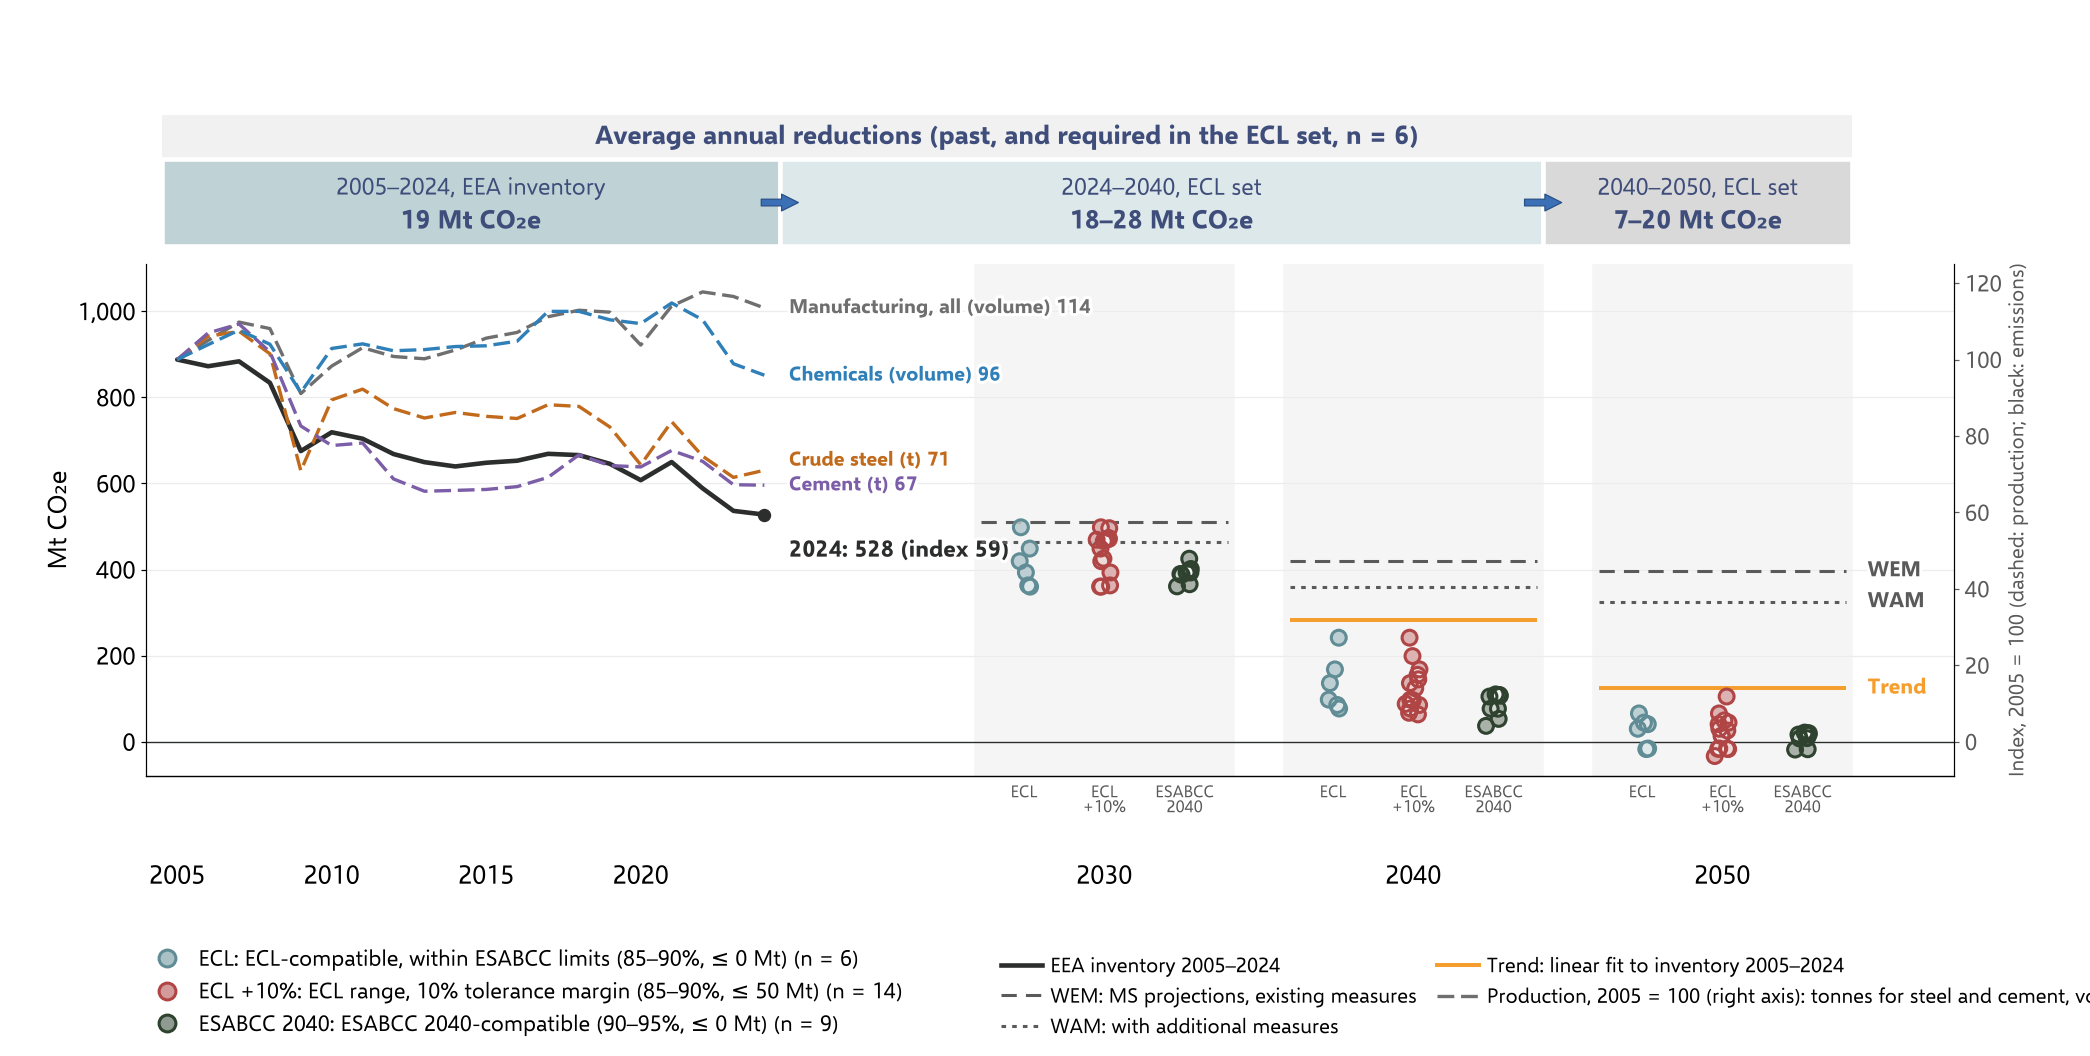 Average annual reductions (past, and required in the ECL set, n = 6)
2005–2024, EEA inventory
19 Mt CO₂e
2024–2040, ECL set
18–28 Mt CO₂e
2040–2050, ECL set
7–20 Mt CO₂e
Mt CO₂e
1,000
800
600
400
200
0
Manufacturing, all (volume) 114
Chemicals (volume) 96
Crude steel (t) 71
Cement (t) 67
2024: 528 (index 59)
WEM
WAM
Trend
120
100
80
60
40
20
0
Index, 2005 = 100 (dashed: production; black: emissions)
ECL
ECL
+10%
ESABCC
2040
ECL
ECL
+10%
ESABCC
2040
ECL
ECL
+10%
ESABCC
2040
2005
2010
2015
2020
2030
2040
2050
ECL: ECL-compatible, within ESABCC limits (85–90%, ≤ 0 Mt) (n = 6)
ECL +10%: ECL range, 10% tolerance margin (85–90%, ≤ 50 Mt) (n = 14)
ESABCC 2040: ESABCC 2040-compatible (90–95%, ≤ 0 Mt) (n = 9)
EEA inventory 2005–2024
WEM: MS projections, existing measures
WAM: with additional measures
Trend: linear fit to inventory 2005–2024
Production, 2005 = 100 (right axis): tonnes for steel and cement,